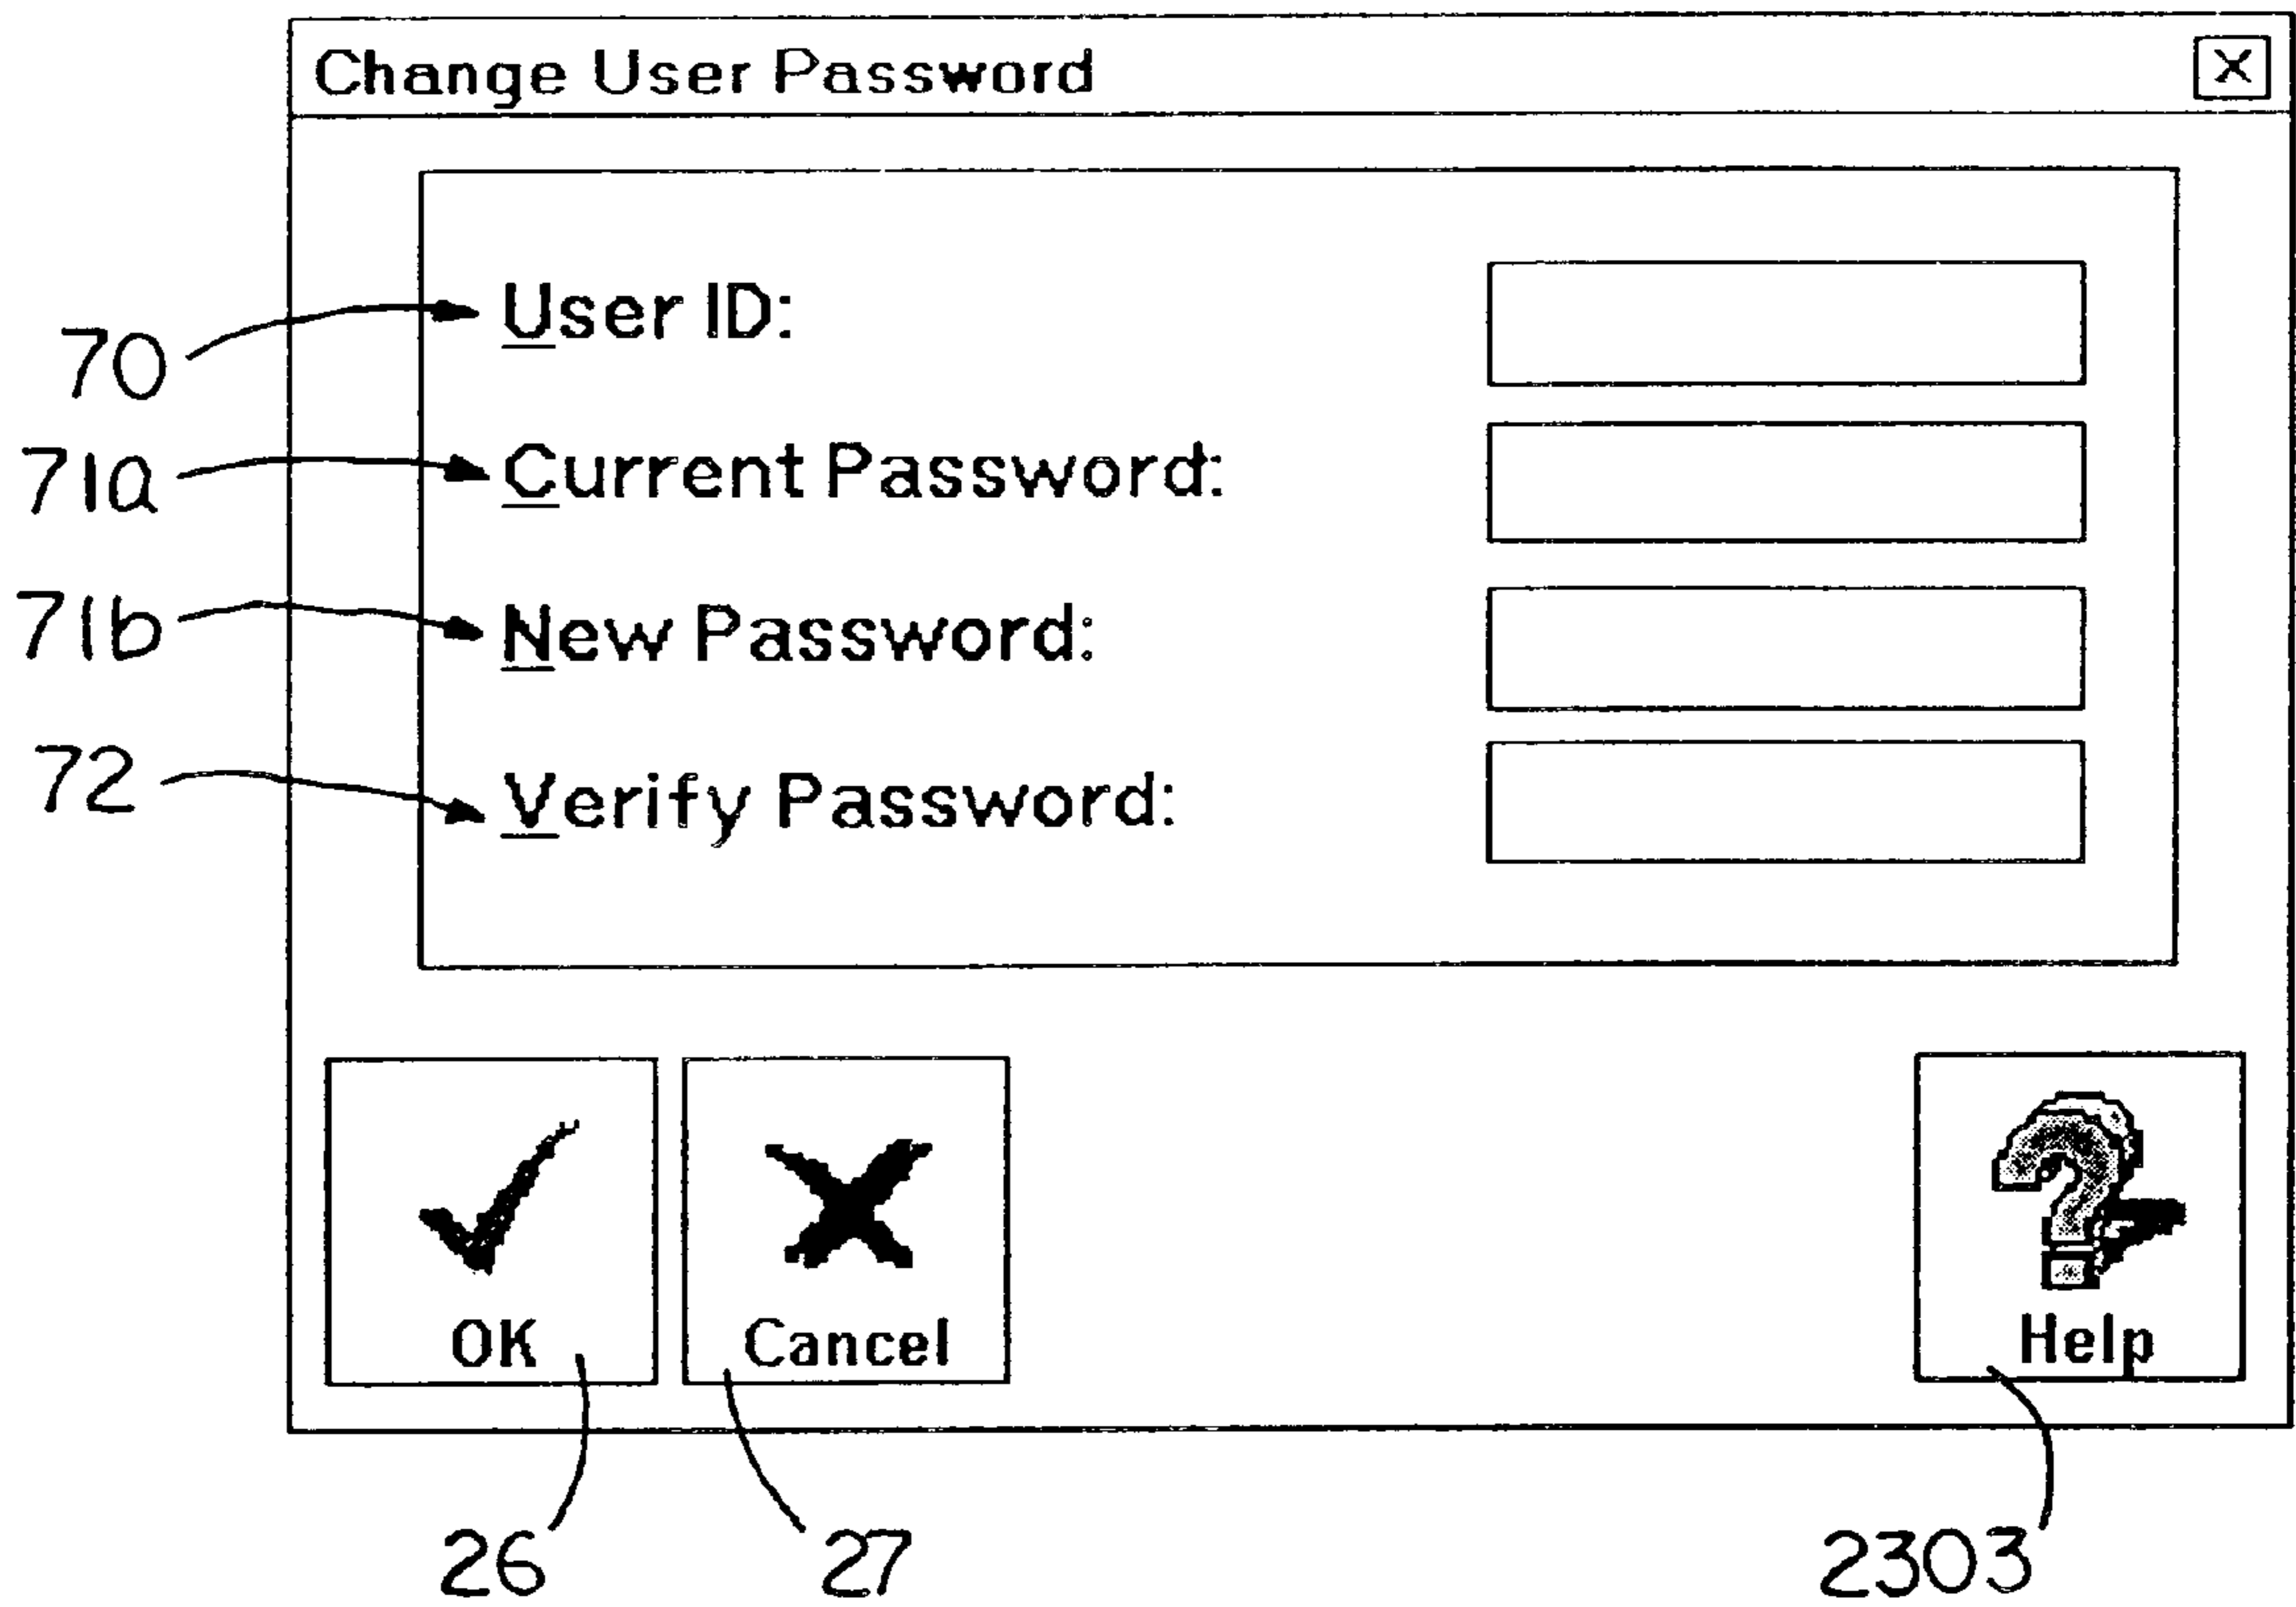 Change User Password X
70 User ID:
71a Current Password:
71b New Password:
72 Verify Password:
OK Cancel Help
26 27 2303